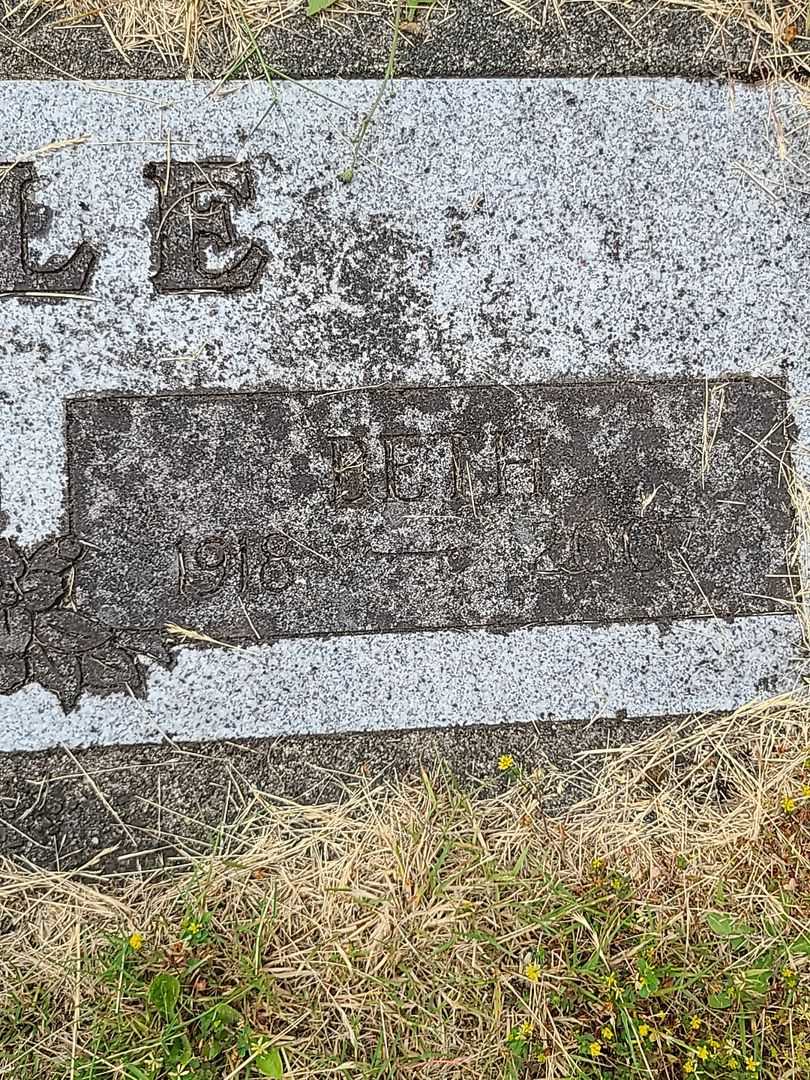 LE
BETH
1918 —